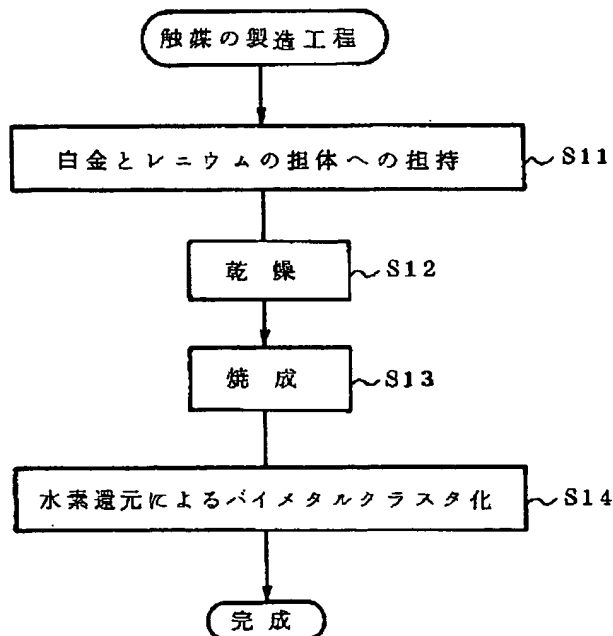 触媒の製造工程
白金とレニウムの担体への担持
S11
乾燥
S12
焼成
S13
水素還元によるバイメタルクラスタ化
S14
完成